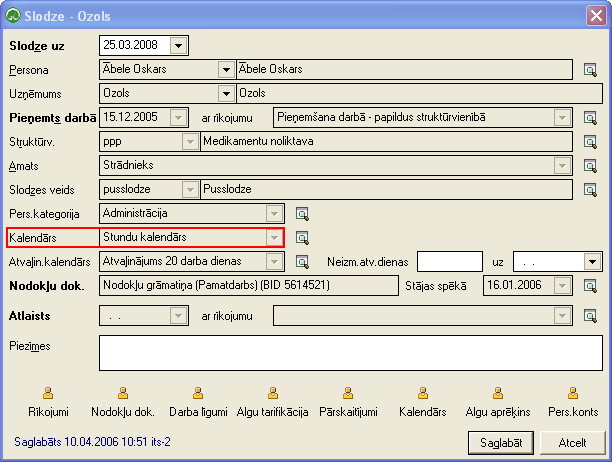 Slodze - Ozols
Slodze uz 25.03.2008
Persona Ābele Oskars Ābele Oskars
Uzņēmums Ozols Ozols
Pieņemts darbā 15.12.2005 ar rīkojumu Pieņemšana darbā - papildus struktūrvienībā
Struktūrv. ppp Medikamentu noliktava
Amats Strādnieks
Slodzes veids pusslodze Pusslodze
Pers.kategorija Administrācija
Kalendārs Stundu kalendārs
Atvaļin.kalendārs Atvaļinājums 20 darba dienas Neizm.atv.dienas uz . .
Nodokļu dok. Nodokļu grāmatiņa (Pamatdarbs) (BID 5614521) Stājas spēkā 16.01.2006
Atlaists . . ar rīkojumu
Piezīmes
Rīkojumi Nodokļu dok. Darba līgumi Algu tarifikācija Pārskaitījumi Kalendārs Algu aprēķins Pers.konts
Saglabāts 10.04.2006 10:51 its-2 Saglabāt Atcelt